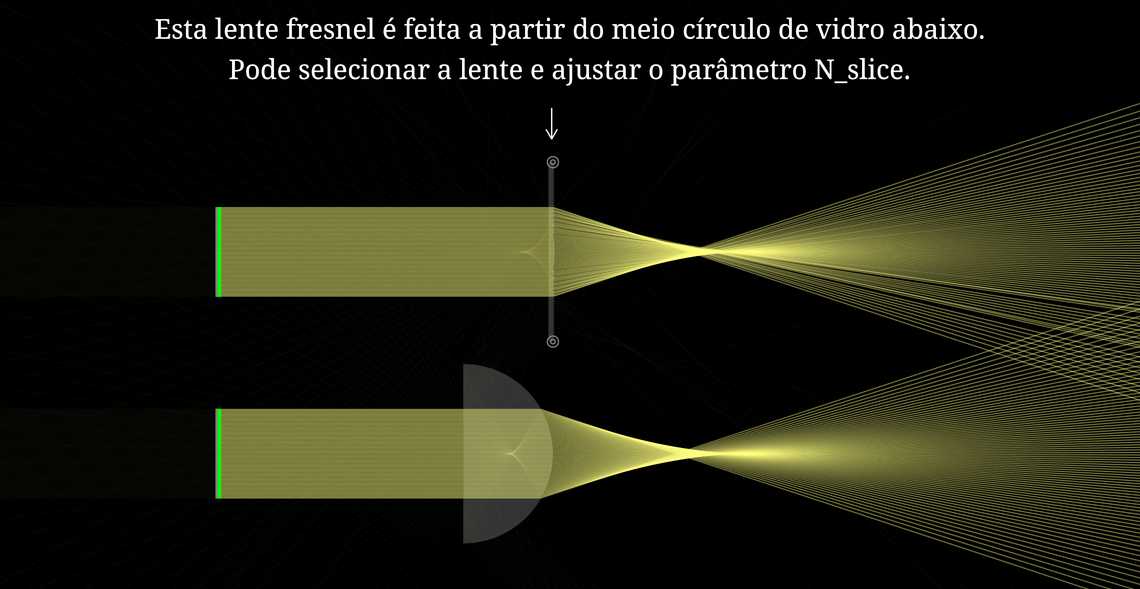 Esta lente fresnel é feita a partir do meio círculo de vidro abaixo.
Pode selecionar a lente e ajustar o parâmetro N_slice.